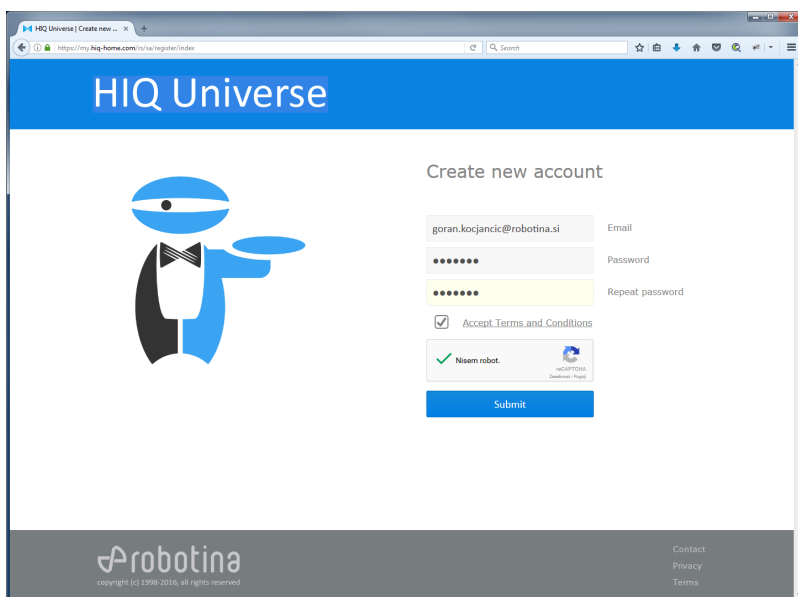 HIQ Universe | Create new ...
https://my.hiq-home.com/rs/sa/register/index
Search
HIQ Universe
Create new account
goran.kocjancic@robotina.si
Email
Password
Repeat password
Accept Terms and Conditions
Nisem robot.
reCAPTCHA
Submit
robotina
copyright (c) 1998-2016, all rights reserved
Contact
Privacy
Terms